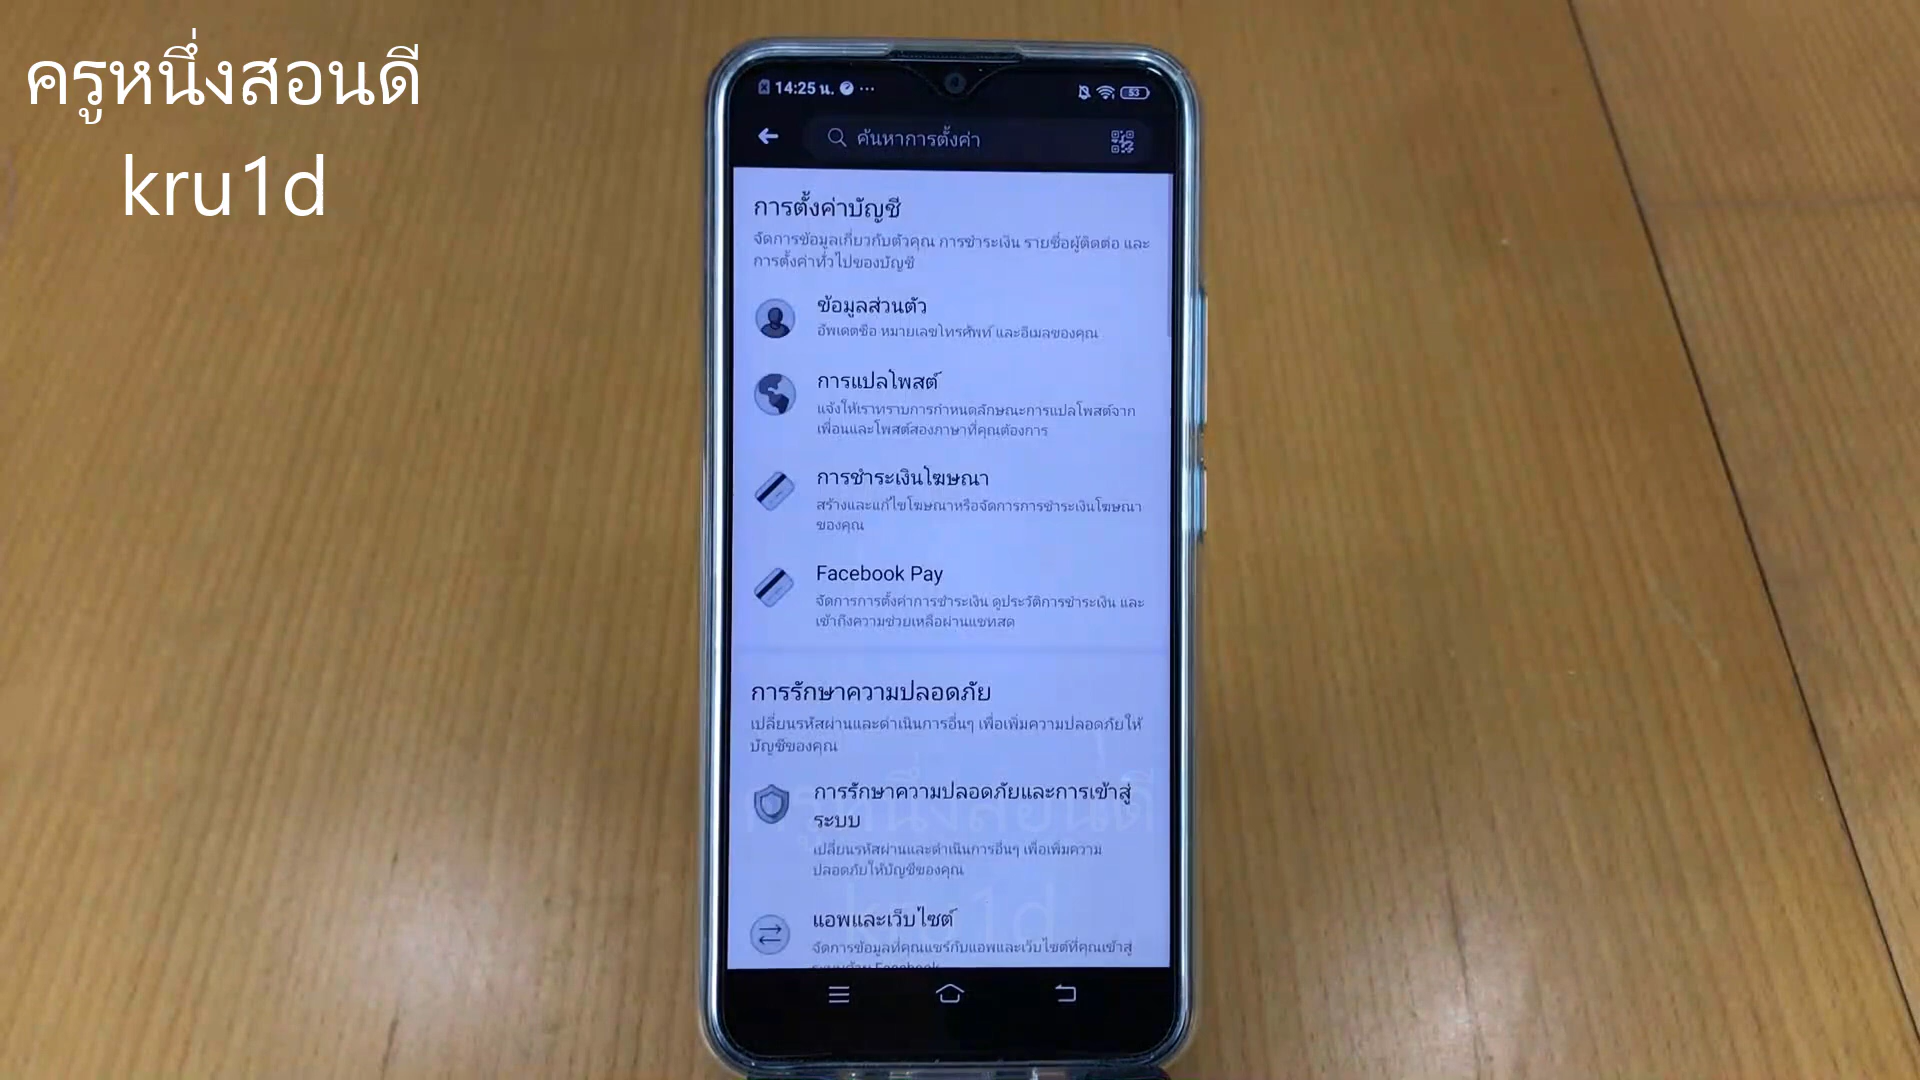 ครูหนึ่งสอนดี
kru1d
14:25 น.
53
ค้นหาการตั้งค่า
การตั้งค่าบัญชี
จัดการข้อมูลเกี่ยวกับตัวคุณ การชำระเงิน รายชื่อผู้ติดต่อ และ
การตั้งค่าทั่วไปของบัญชี
ข้อมูลส่วนตัว
อัพเดตชื่อ หมายเลขโทรศัพท์ และอีเมลของคุณ
การแปลโพสต์
แจ้งให้เราทราบการกำหนดลักษณะการแปลโพสต์จาก
เพื่อนและโพสต์สองภาษาที่คุณต้องการ
การชำระเงินโฆษณา
สร้างและแก้ไขโฆษณาหรือจัดการการชำระเงินโฆษณา
ของคุณ
Facebook Pay
จัดการการตั้งค่าการชำระเงิน ดูประวัติการชำระเงิน และ
เข้าถึงความช่วยเหลือผ่านแชทสด
การรักษาความปลอดภัย
เปลี่ยนรหัสผ่านและดำเนินการอื่นๆ เพื่อเพิ่มความปลอดภัยให้
บัญชีของคุณ
การรักษาความปลอดภัยและการเข้าสู่
ระบบ
เปลี่ยนรหัสผ่านและดำเนินการอื่นๆ เพื่อเพิ่มความ
ปลอดภัยให้บัญชีของคุณ
ครูหนึ่งสอนดี
kru1d
แอพและเว็บไซต์
จัดการข้อมูลที่คุณแชร์กับแอพและเว็บไซต์ที่คุณเข้าสู่
ระบบด้วย Facebook